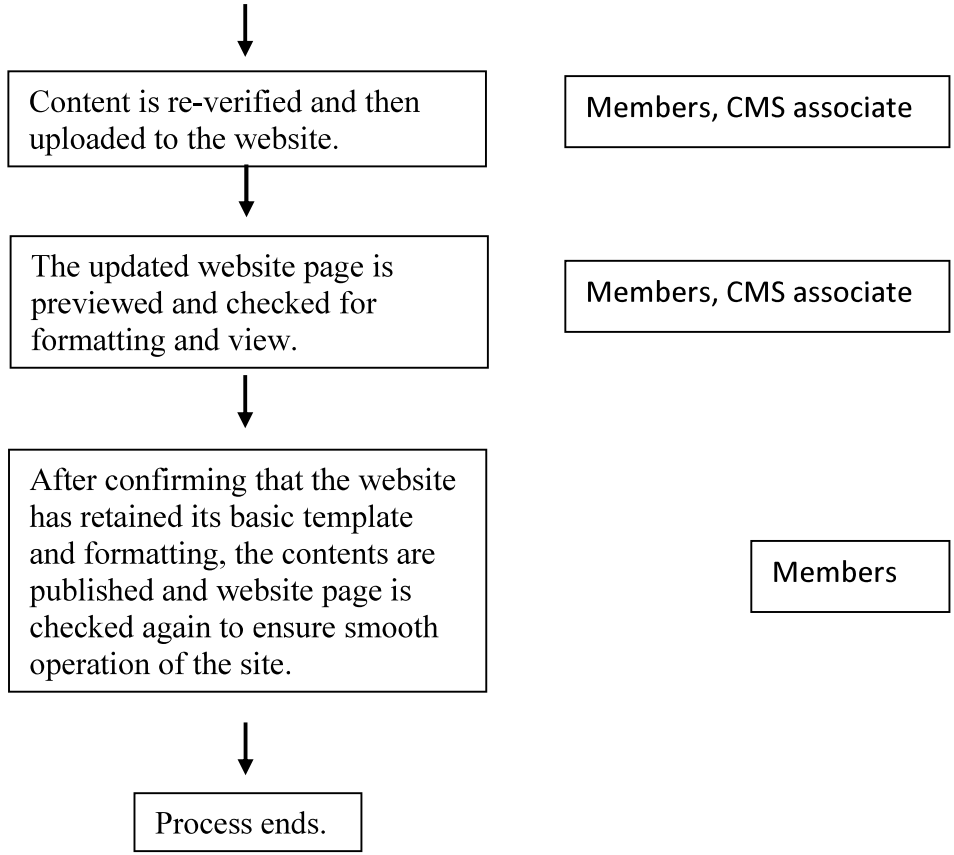 Content is re-verified and then
uploaded to the website.
Members, CMS associate
The updated website page is
previewed and checked for
formatting and view.
Members, CMS associate
After confirming that the website
has retained its basic template
and formatting, the contents are
published and website page is
checked again to ensure smooth
operation of the site.
Members
Process ends.